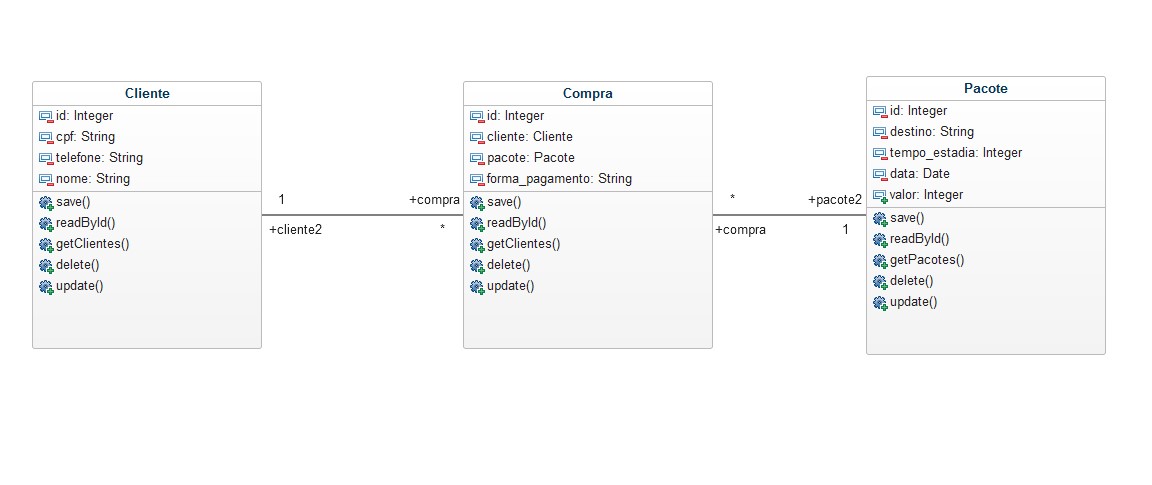 Cliente
id: Integer
cpf: String
telefone: String
nome: String
save()
readById()
getClientes()
delete()
update()
1
+compra
+cliente2
*
Compra
id: Integer
cliente: Cliente
pacote: Pacote
forma_pagamento: String
save()
readById()
getClientes()
delete()
update()
*
+pacote2
+compra
1
Pacote
id: Integer
destino: String
tempo_estadia: Integer
data: Date
valor: Integer
save()
readById()
getPacotes()
delete()
update()